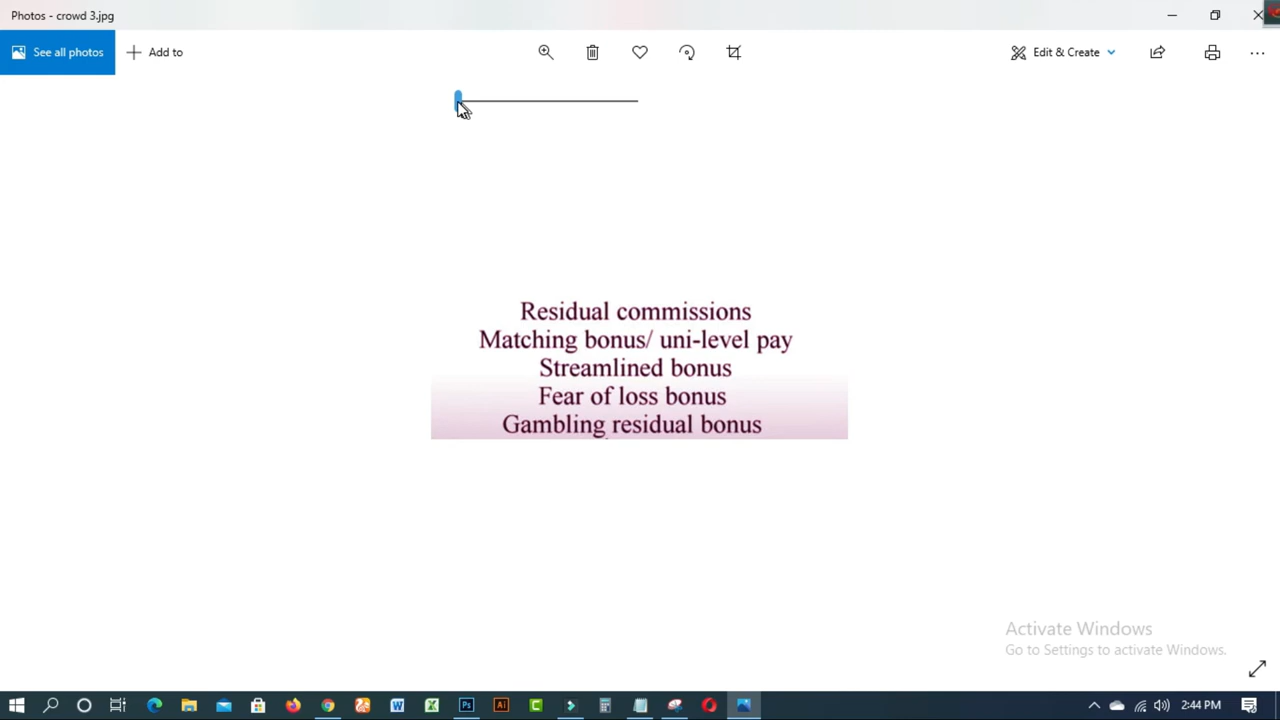 Photos - crowd 3.jpg
See all photos
Add to
Edit & Create
Residual commissions
Matching bonus/ uni-level pay
Streamlined bonus
Fear of loss bonus
Gambling residual bonus
Activate Windows
Go to Settings to activate Windows.
2:44 PM